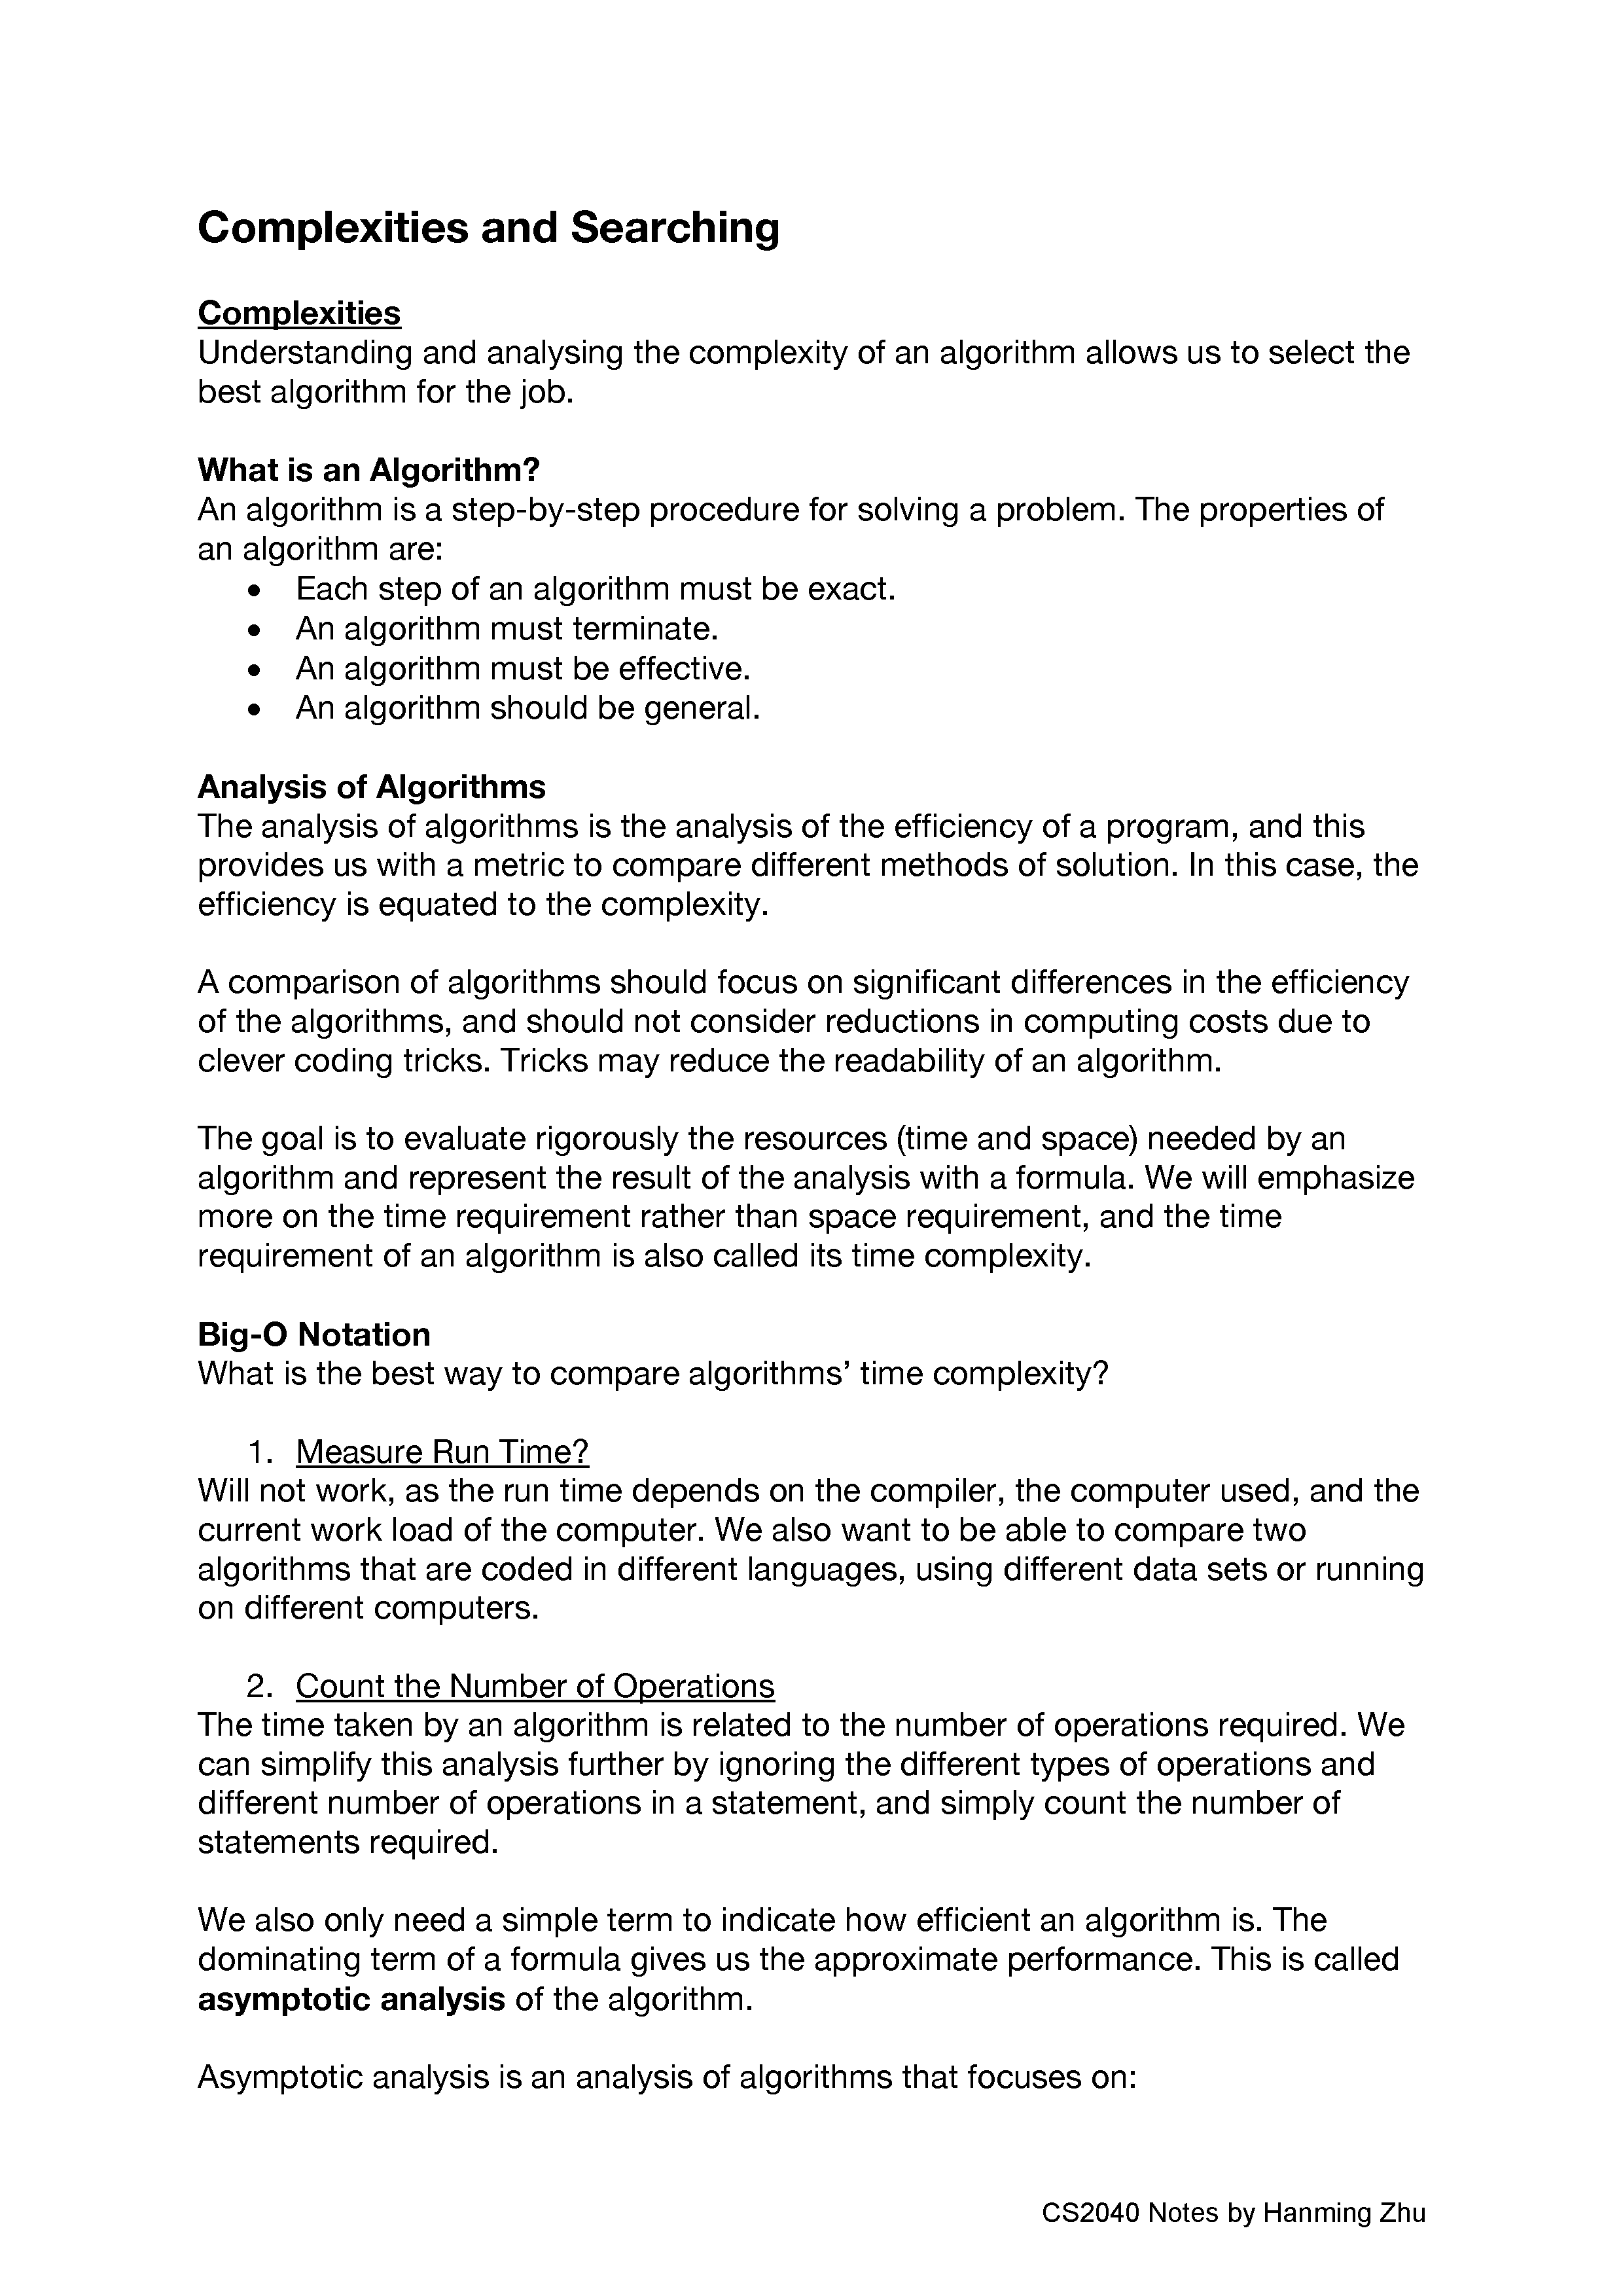 Complexities and Searching
Complexities
Understanding and analysing the complexity of an algorithm allows us to select the
best algorithm for the job.
What is an Algorithm?
An algorithm is a step-by-step procedure for solving a problem. The properties of
an algorithm are:
• Each step of an algorithm must be exact.
• An algorithm must terminate.
• An algorithm must be effective.
• An algorithm should be general.
Analysis of Algorithms
The analysis of algorithms is the analysis of the efficiency of a program, and this
provides us with a metric to compare different methods of solution. In this case, the
efficiency is equated to the complexity.
A comparison of algorithms should focus on significant differences in the efficiency
of the algorithms, and should not consider reductions in computing costs due to
clever coding tricks. Tricks may reduce the readability of an algorithm.
The goal is to evaluate rigorously the resources (time and space) needed by an
algorithm and represent the result of the analysis with a formula. We will emphasize
more on the time requirement rather than space requirement, and the time
requirement of an algorithm is also called its time complexity.
Big-O Notation
What is the best way to compare algorithms’ time complexity?
1. Measure Run Time?
Will not work, as the run time depends on the compiler, the computer used, and the
current work load of the computer. We also want to be able to compare two
algorithms that are coded in different languages, using different data sets or running
on different computers.
2. Count the Number of Operations
The time taken by an algorithm is related to the number of operations required. We
can simplify this analysis further by ignoring the different types of operations and
different number of operations in a statement, and simply count the number of
statements required.
We also only need a simple term to indicate how efficient an algorithm is. The
dominating term of a formula gives us the approximate performance. This is called
asymptotic analysis of the algorithm.
Asymptotic analysis is an analysis of algorithms that focuses on:
CS2040 Notes by Hanming Zhu